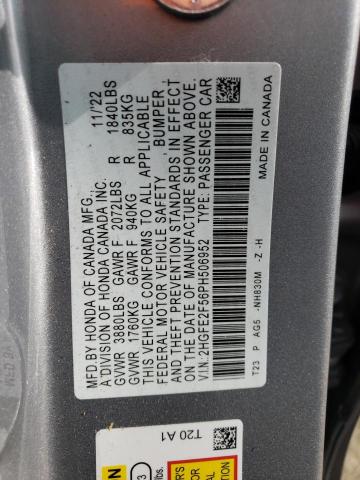 MFD.BY HONDA OF CANADA MFG., 11/22
A DIVISION OF HONDA CANADA INC.
GVWR 3880LBS GAWR F 2072LBS R 1840LBS
GVWR 1760KG GAWR F 940KG R 835KG
THIS VEHICLE CONFORMS TO ALL APPLICABLE
FEDERAL MOTOR VEHICLE SAFETY, BUMPER,
AND THEFT PREVENTION STANDARDS IN EFFECT
ON THE DATE OF MANUFACTURE SHOWN ABOVE.
V.I.N.:2HGFE2F56PH506952 TYPE: PASSENGER CAR
T23 P AG5 -NH830M -Z -H MADE IN CANADA
T20 A1